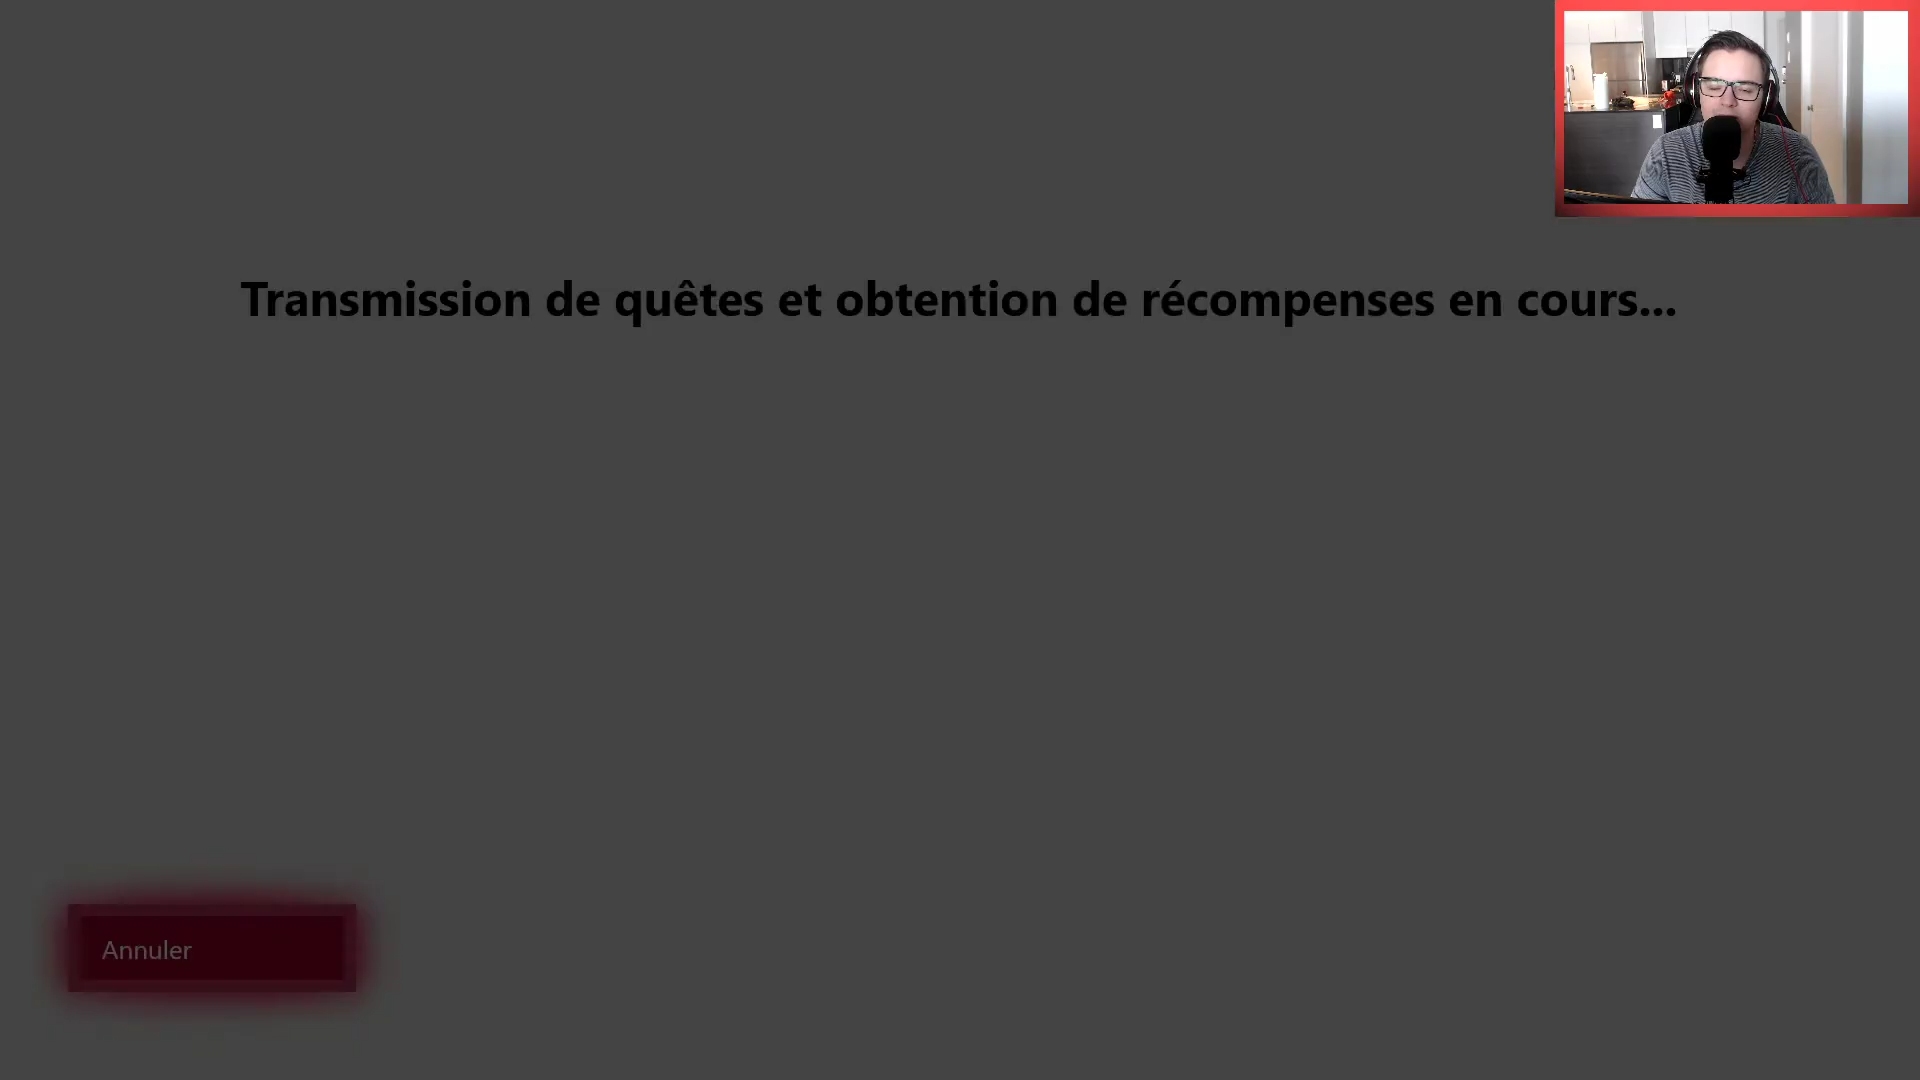 Transmission de quêtes et obtention de récompenses en cours...
Annuler